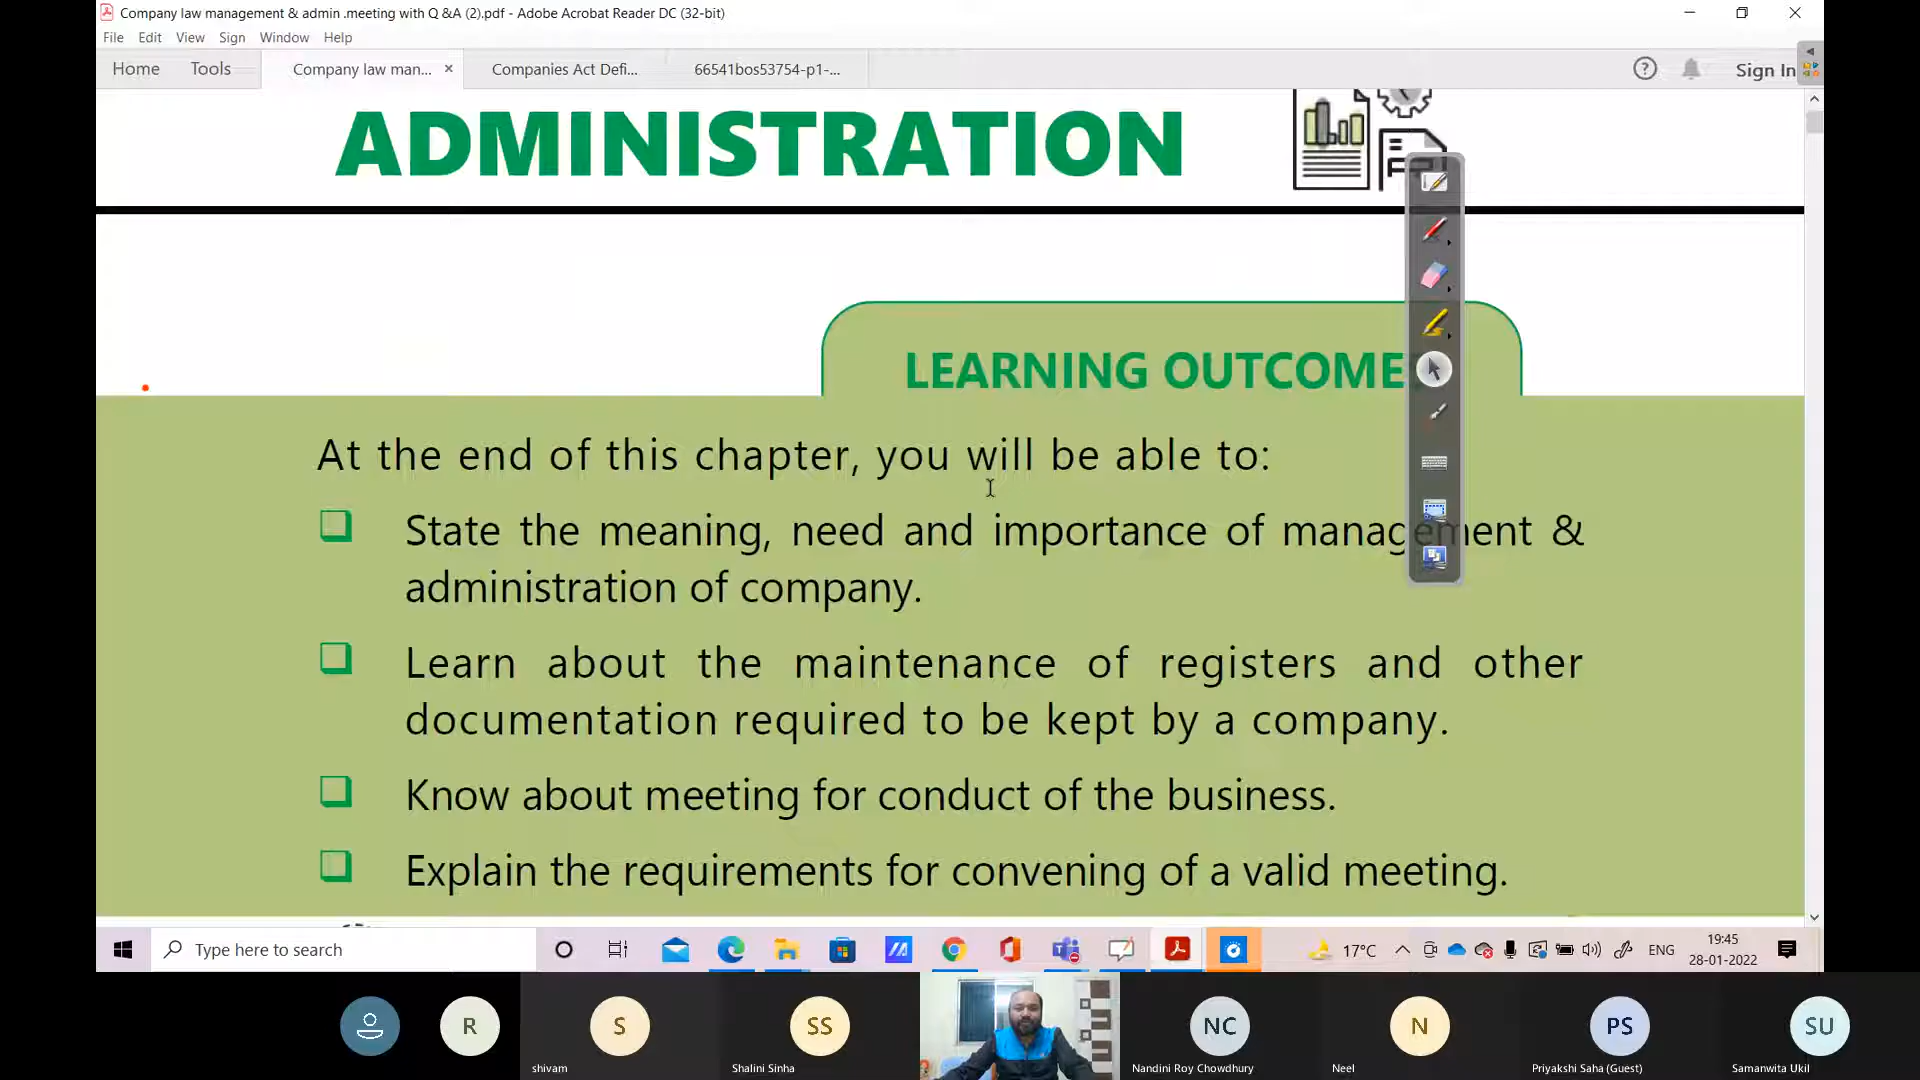 Company law management & admin .meeting with Q &A (2).pdf - Adobe Acrobat Reader DC (32-bit)
File Edit View Sign Window Help
Home Tools Company law man... × Companies Act Defi... 66541bos53754-p1-... Sign In
ADMINISTRATION
LEARNING OUTCOME
At the end of this chapter, you will be able to:
State the meaning, need and importance of management &
administration of company.
Learn about the maintenance of registers and other
documentation required to be kept by a company.
Know about meeting for conduct of the business.
Explain the requirements for convening of a valid meeting.
Type here to search 17°C ENG 19:45
28-01-2022
R S SS NC N PS SU
shivam Shalini Sinha Nandini Roy Chowdhury Neel Priyakshi Saha (Guest) Samanwita Ukil